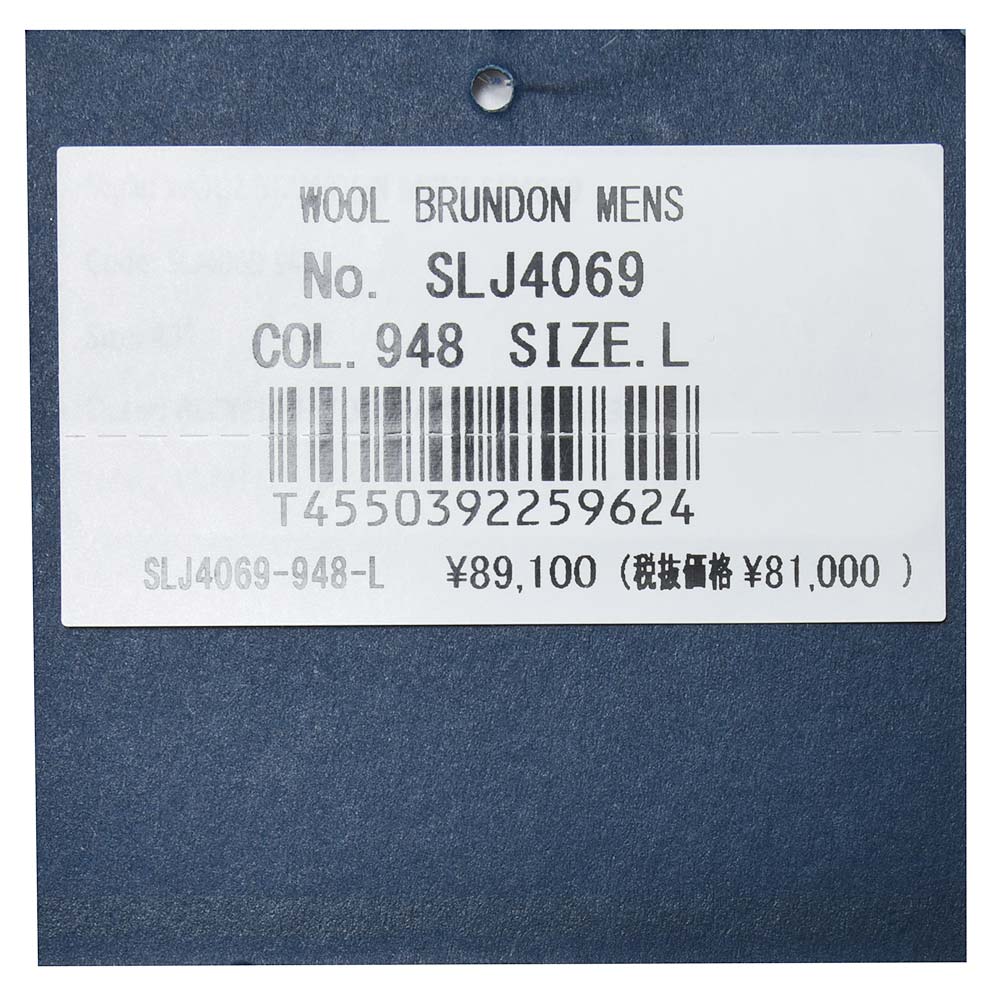 WOOL BRUNDON MENS
No. SLJ4069
COL. 948 SIZE. L
T4550392259624
SLJ4069-948-L ¥89,100 (税抜価格 ¥81,000 )